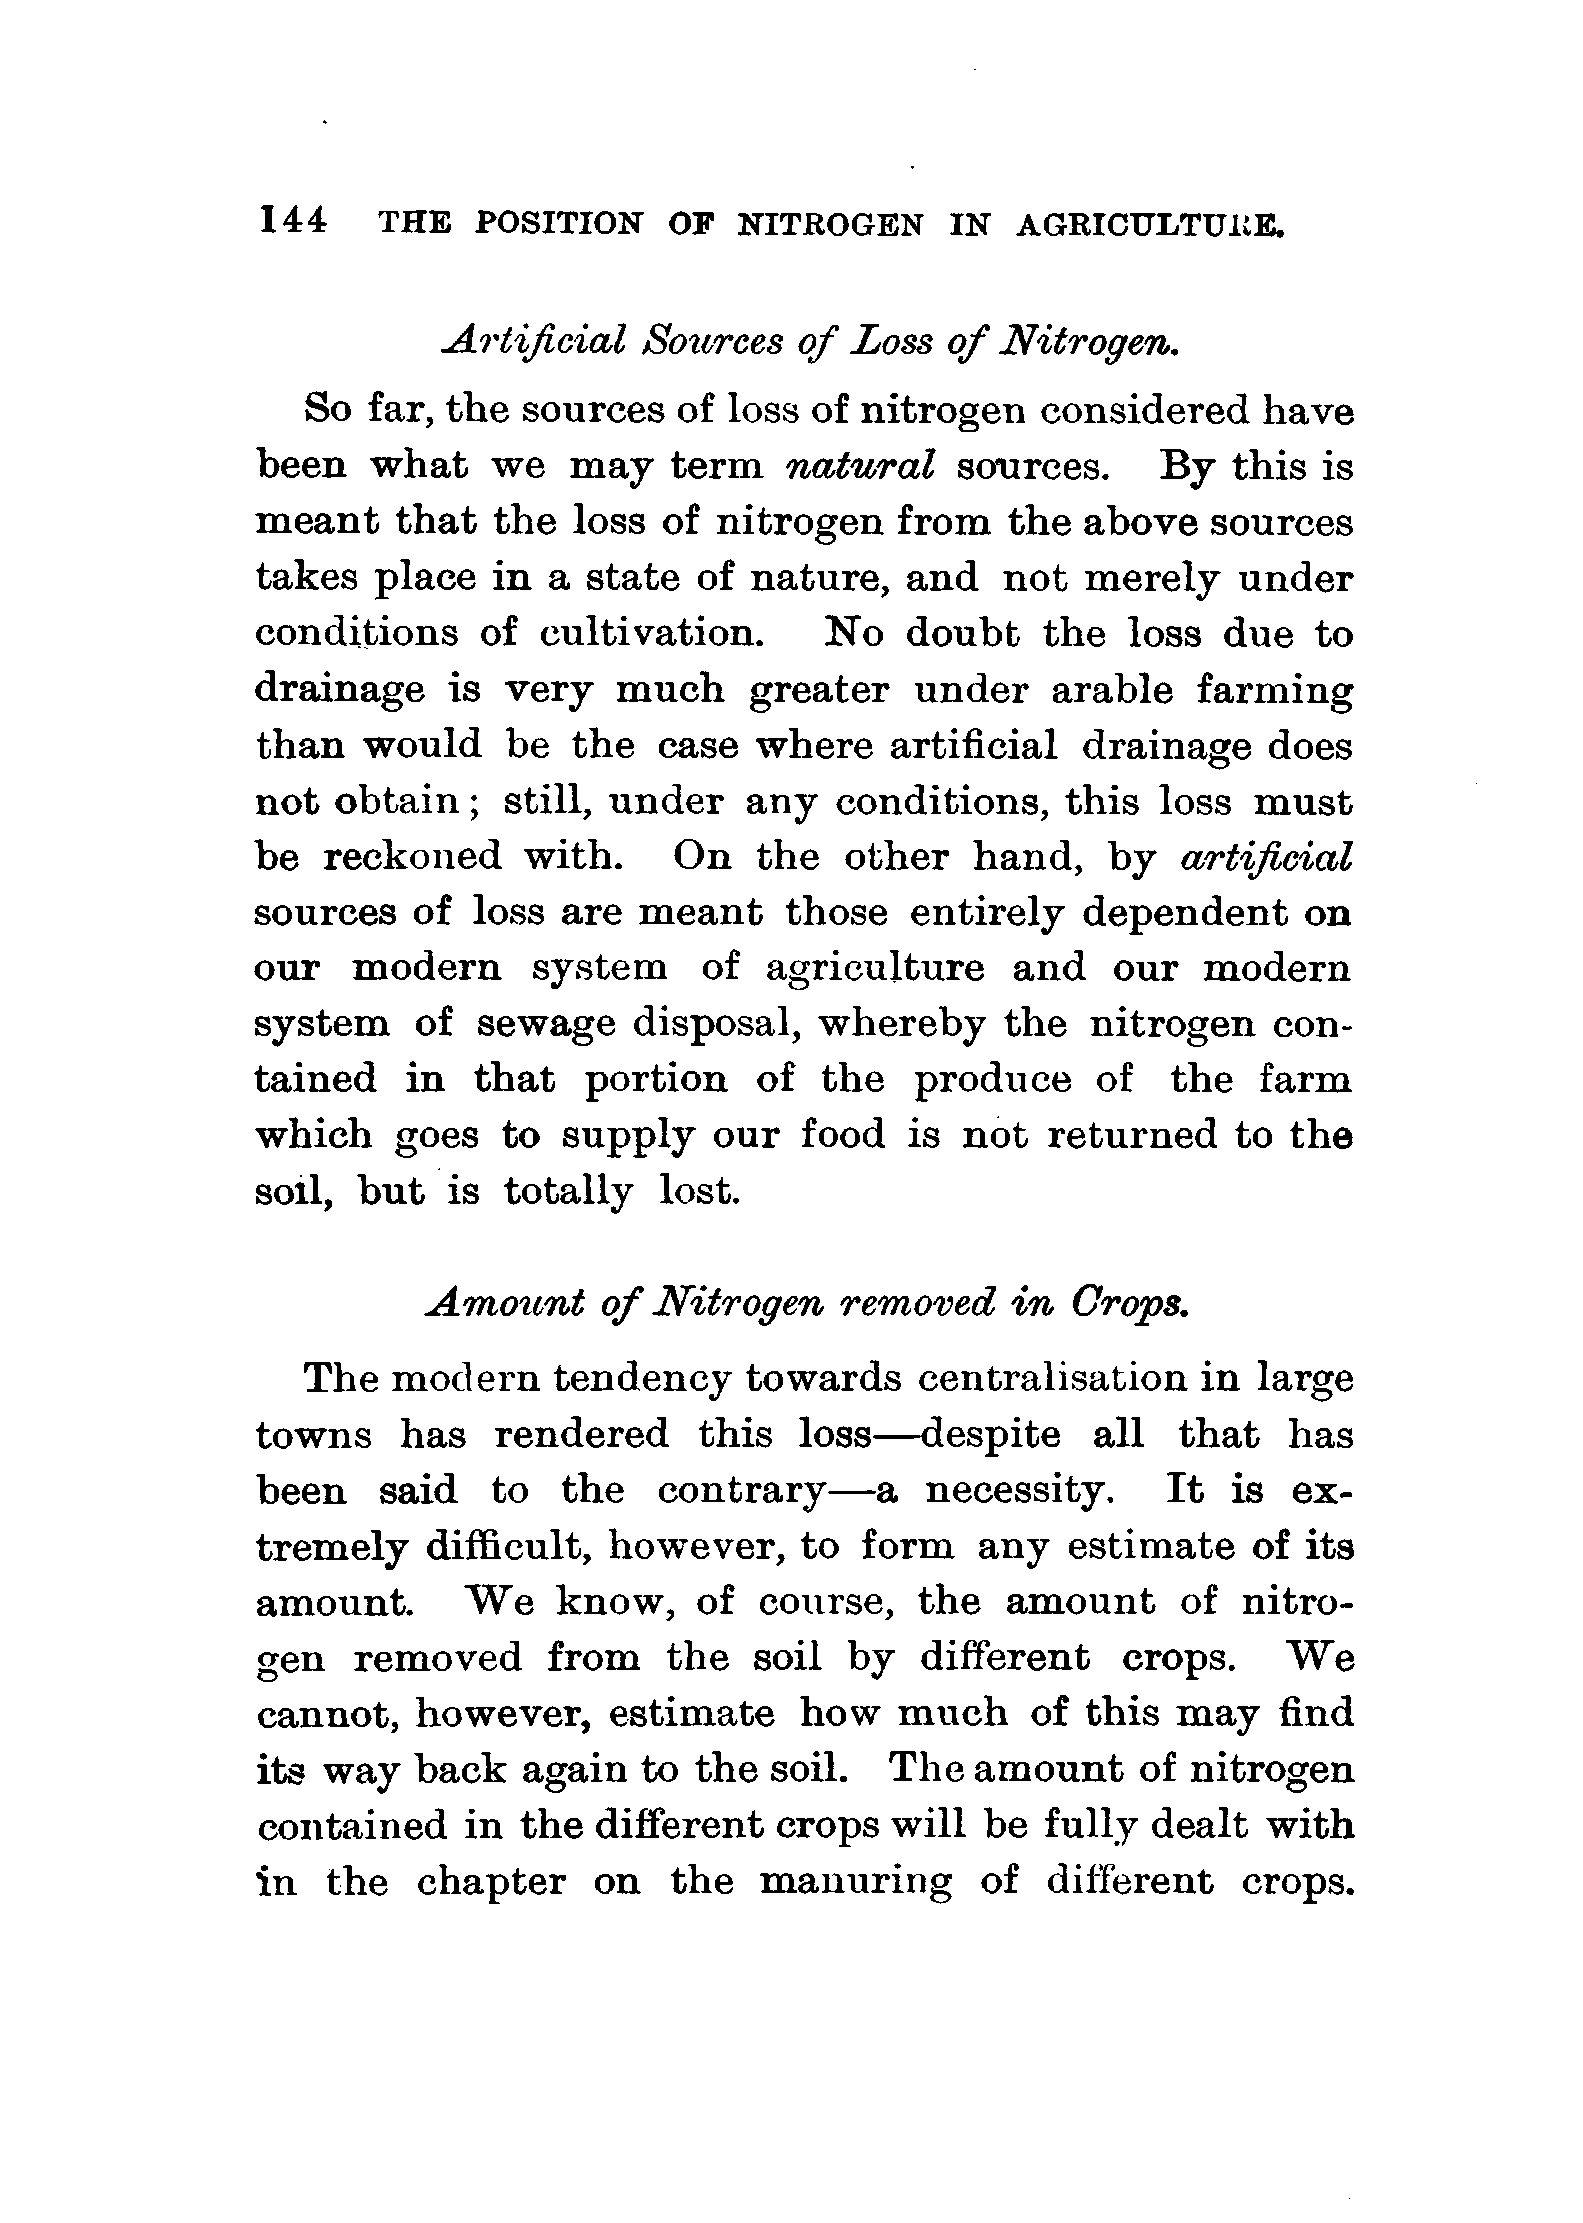 144 THE POSITION OF NITROGEN IN AGRICULTURE.
Artificial Sources of Loss of Nitrogen.
So far, the sources of loss of nitrogen considered have
been what we may term natural sources. By this is
meant that the loss of nitrogen from the above sources
takes place in a state of nature, and not merely under
conditions of cultivation. No doubt the loss due to
drainage is very much greater under arable farming
than would be the case where artificial drainage does
not obtain; still, under any conditions, this loss must
be reckoned with. On the other hand, by artificial
sources of loss are meant those entirely dependent on
our modern system of agriculture and our modern
system of sewage disposal, whereby the nitrogen con-
tained in that portion of the produce of the farm
which goes to supply our food is not returned to the
soil, but is totally lost.
Amount of Nitrogen removed in Crops.
The modern tendency towards centralisation in large
towns has rendered this loss—despite all that has
been said to the contrary—a necessity. It is ex-
tremely difficult, however, to form any estimate of its
amount. We know, of course, the amount of nitro-
gen removed from the soil by different crops. We
cannot, however, estimate how much of this may find
its way back again to the soil. The amount of nitrogen
contained in the different crops will be fully dealt with
in the chapter on the manuring of different crops.